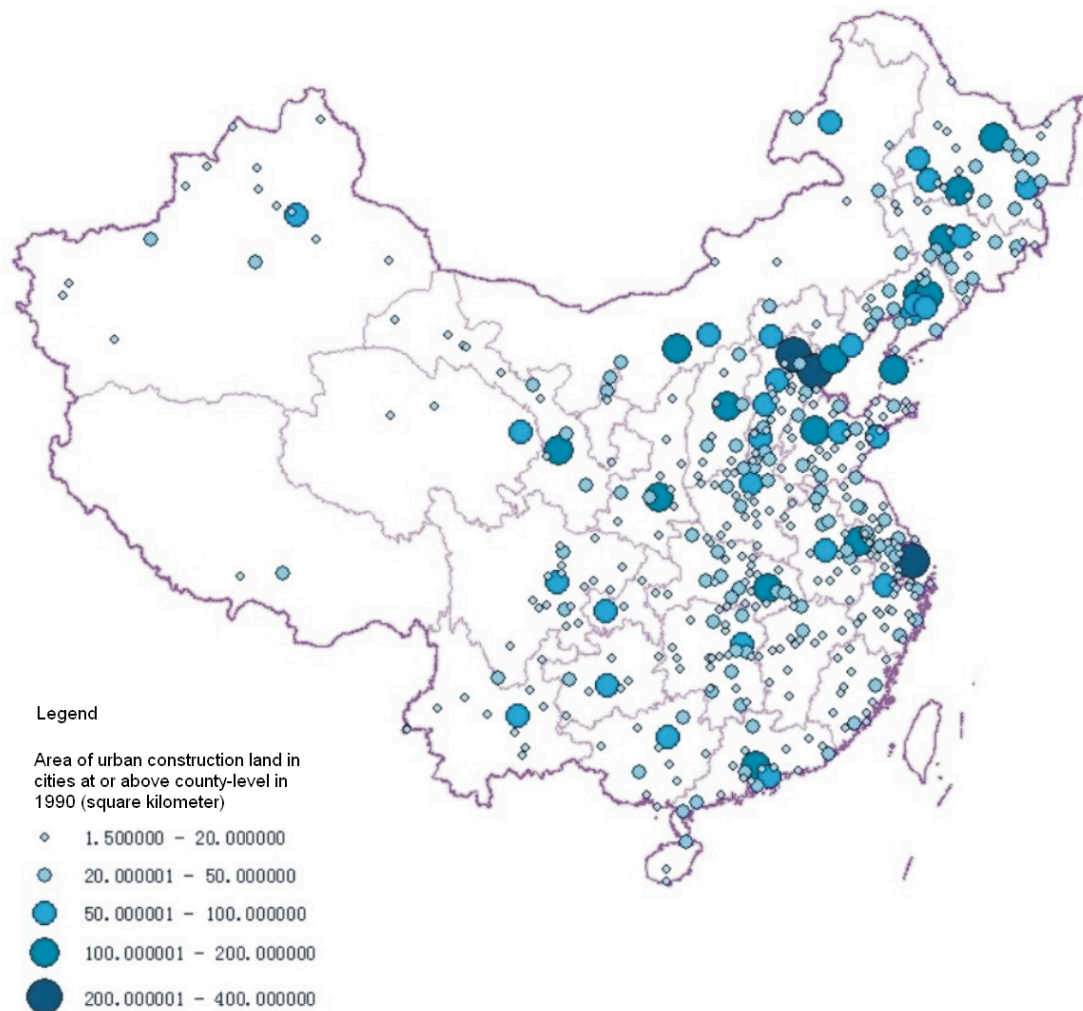 Legend
Area of urban construction land in
cities at or above county-level in
1990 (square kilometer)
1.500000 - 20.000000
20.000001 - 50.000000
50.000001 - 100.000000
100.000001 - 200.000000
200.000001 - 400.000000